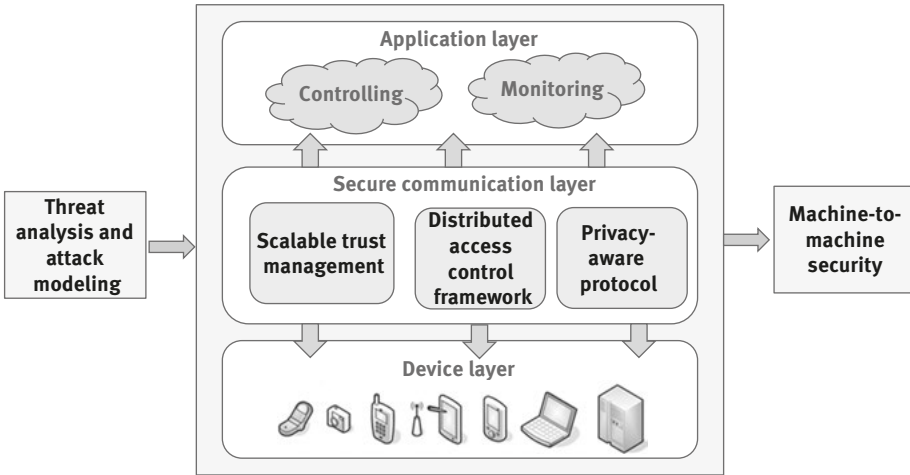 Application layer
Controlling
Monitoring
Secure communication layer
Threat
analysis and
attack
modeling
Scalable trust
management
Distributed
access
control
framework
Privacy-
aware
protocol
Machine-to-
machine
security
Device layer